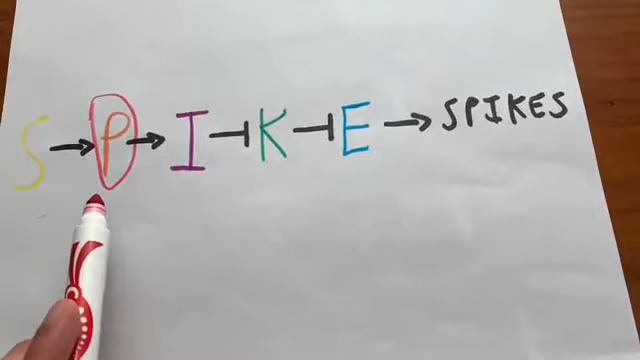 S → P → I ⊣ K ⊣ E → SPIKES